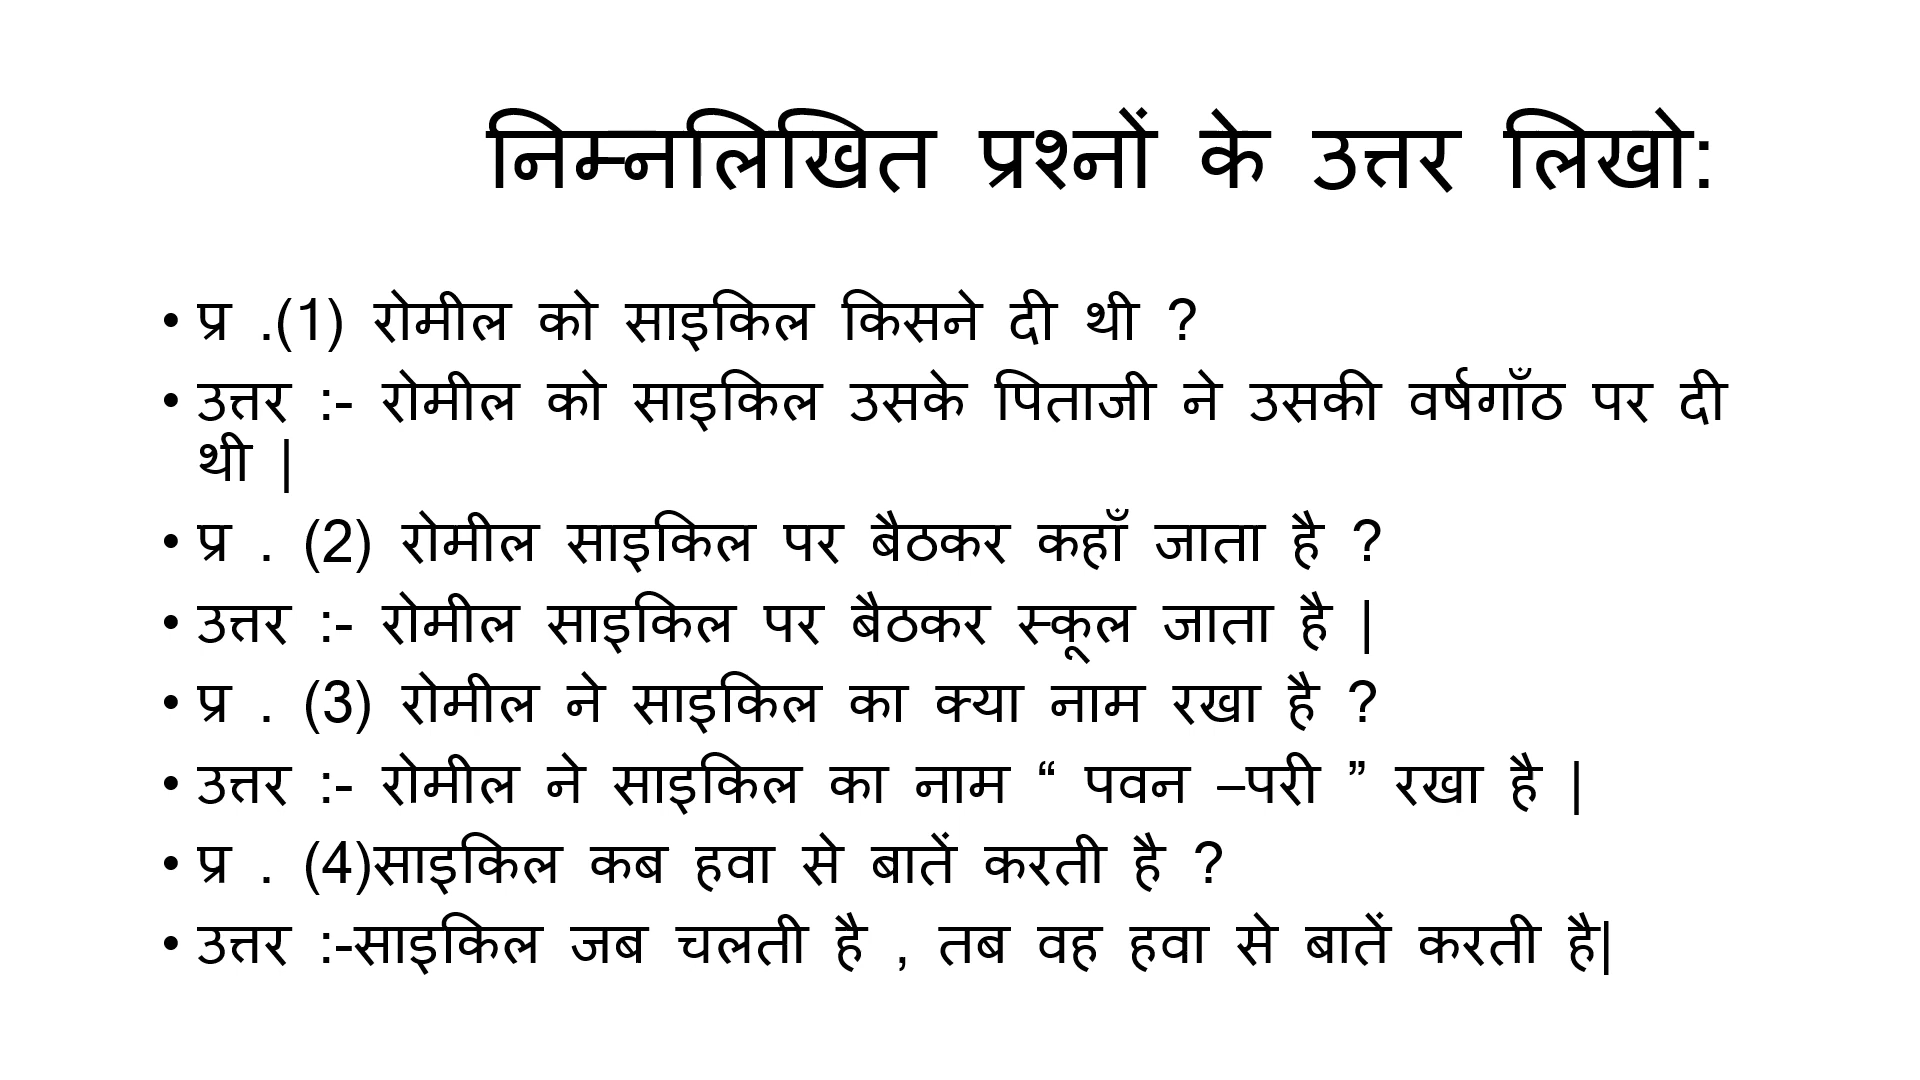 निम्नलिखित प्रश्नों के उत्तर लिखो:
• प्र .(1) रोमील को साइकिल किसने दी थी ?
• उत्तर :- रोमील को साइकिल उसके पिताजी ने उसकी वर्षगाँठ पर दी
थी |
• प्र . (2) रोमील साइकिल पर बैठकर कहाँ जाता है ?
• उत्तर :- रोमील साइकिल पर बैठकर स्कूल जाता है |
• प्र . (3) रोमील ने साइकिल का क्या नाम रखा है ?
• उत्तर :- रोमील ने साइकिल का नाम “ पवन –परी ” रखा है |
• प्र . (4)साइकिल कब हवा से बातें करती है ?
• उत्तर :-साइकिल जब चलती है , तब वह हवा से बातें करती है|